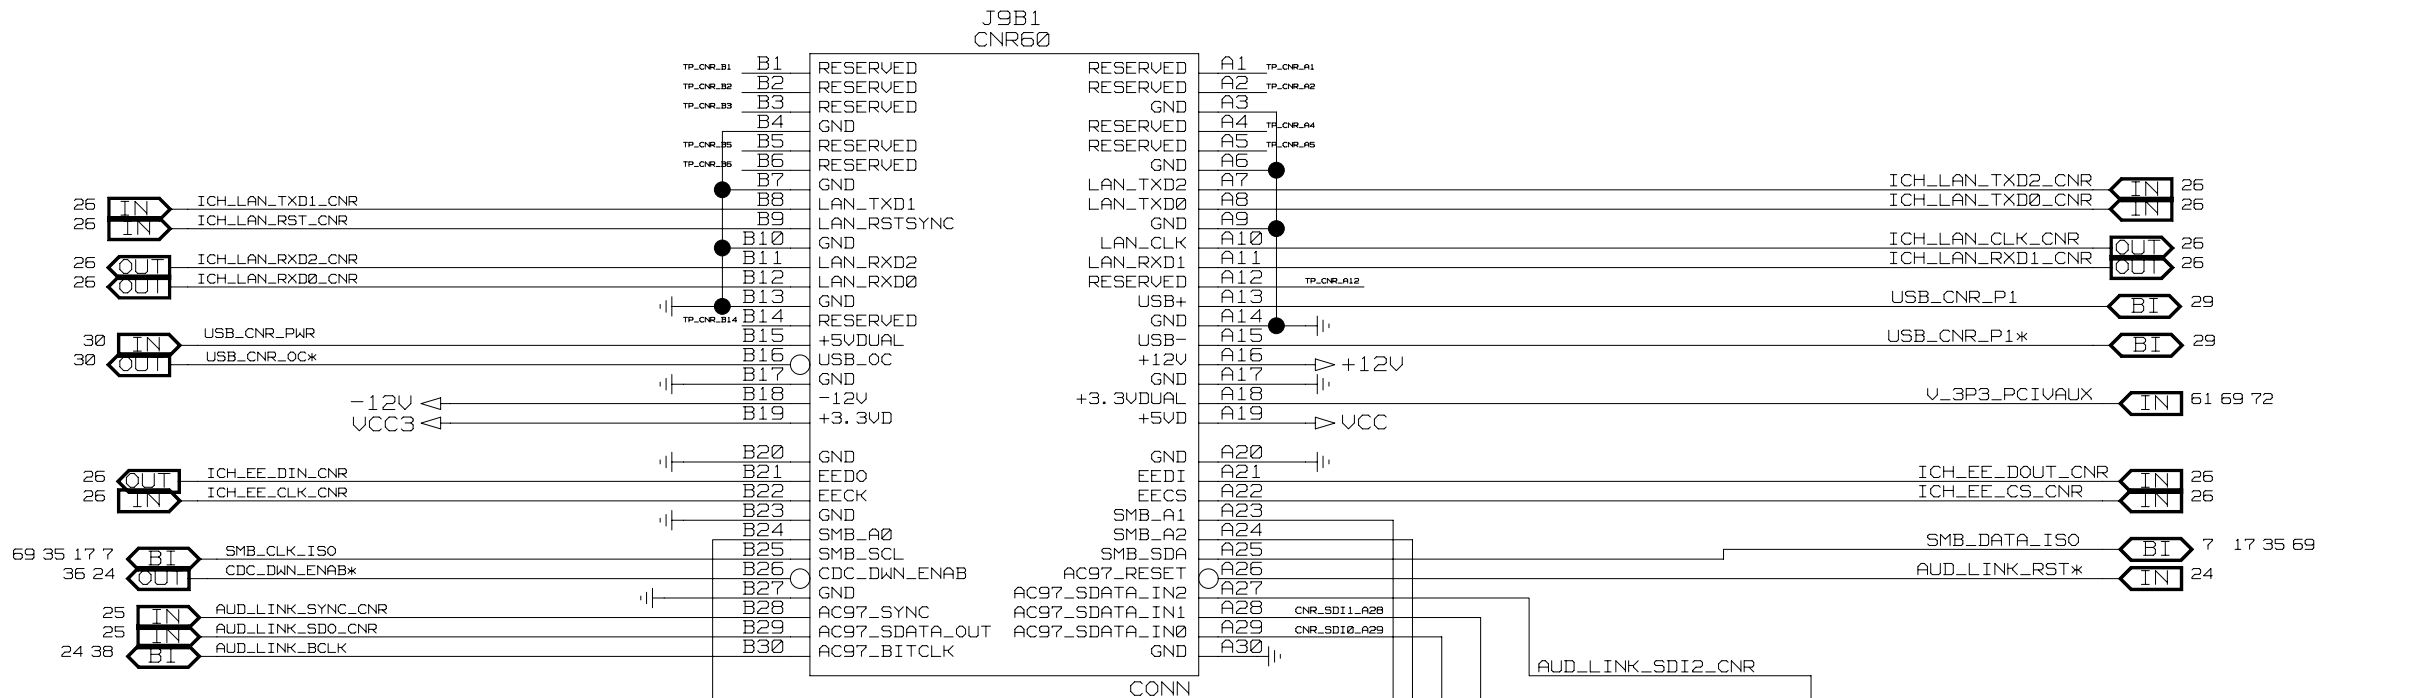 J9B1
CNR60
TP_CNR_B1 B1 RESERVED RESERVED A1 TP_CNR_A1
TP_CNR_B2 B2 RESERVED RESERVED A2 TP_CNR_A2
TP_CNR_B3 B3 RESERVED GND A3
B4 GND RESERVED A4 TP_CNR_A4
TP_CNR_B5 B5 RESERVED RESERVED A5 TP_CNR_A5
TP_CNR_B6 B6 RESERVED GND A6
B7 GND LAN_TXD2 A7 ICH_LAN_TXD2_CNR IN 26
26 IN ICH_LAN_TXD1_CNR B8 LAN_TXD1 LAN_TXD0 A8 ICH_LAN_TXD0_CNR IN 26
26 IN ICH_LAN_RST_CNR B9 LAN_RSTSYNC GND A9
B10 GND LAN_CLK A10 ICH_LAN_CLK_CNR OUT 26
26 OUT ICH_LAN_RXD2_CNR B11 LAN_RXD2 LAN_RXD1 A11 ICH_LAN_RXD1_CNR OUT 26
26 OUT ICH_LAN_RXD0_CNR B12 LAN_RXD0 RESERVED A12 TP_CNR_A12
B13 GND USB+ A13 USB_CNR_P1 BI 29
TP_CNR_B14 B14 RESERVED GND A14
30 IN USB_CNR_PWR B15 +5VDUAL USB- A15 USB_CNR_P1* BI 29
30 OUT USB_CNR_OC* B16 USB_OC +12V A16 +12V
B17 GND GND A17
-12V B18 -12V +3.3VDUAL A18 V_3P3_PCIVAUX IN 61 69 72
VCC3 B19 +3.3VD +5VD A19 VCC
B20 GND GND A20
26 OUT ICH_EE_DIN_CNR B21 EEDO EEDI A21 ICH_EE_DOUT_CNR IN 26
26 IN ICH_EE_CLK_CNR B22 EECK EECS A22 ICH_EE_CS_CNR IN 26
B23 GND SMB_A1 A23
B24 SMB_A0 SMB_A2 A24
69 35 17 7 BI SMB_CLK_ISO B25 SMB_SCL SMB_SDA A25 SMB_DATA_ISO BI 7 17 35 69
36 24 OUT CDC_DWN_ENAB* B26 CDC_DWN_ENAB AC97_RESET A26 AUD_LINK_RST* IN 24
B27 GND AC97_SDATA_IN2 A27
25 IN AUD_LINK_SYNC_CNR B28 AC97_SYNC AC97_SDATA_IN1 A28 CNR_SDI1_A28
25 IN AUD_LINK_SDO_CNR B29 AC97_SDATA_OUT AC97_SDATA_IN0 A29 CNR_SDI0_A29
24 38 BI AUD_LINK_BCLK B30 AC97_BITCLK GND A30
AUD_LINK_SDI2_CNR
CONN